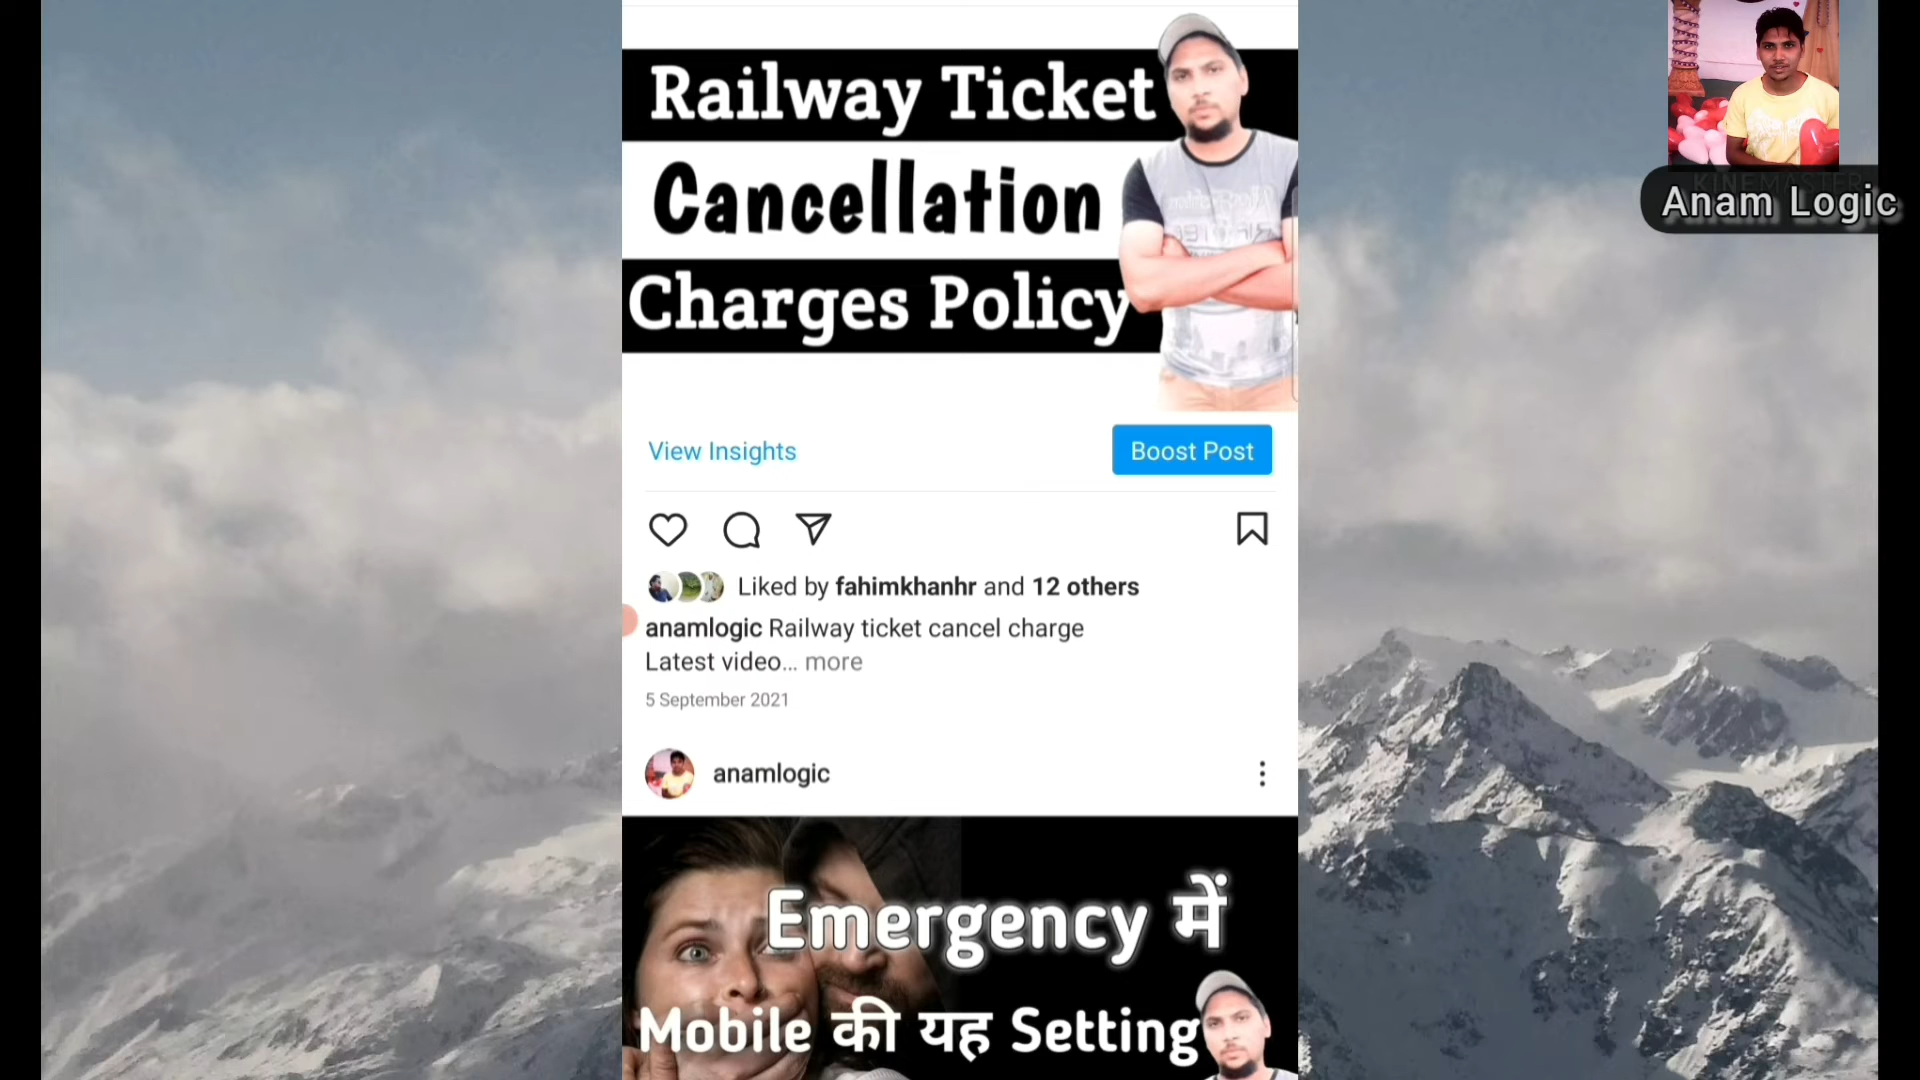 Railway Ticket
Cancellation
Charges Policy
KINEMASTER
Anam Logic
View Insights
Boost Post
Liked by fahimkhanhr and 12 others
anamlogic Railway ticket cancel charge
Latest video... more
5 September 2021
anamlogic
Emergency में
Mobile की यह Setting